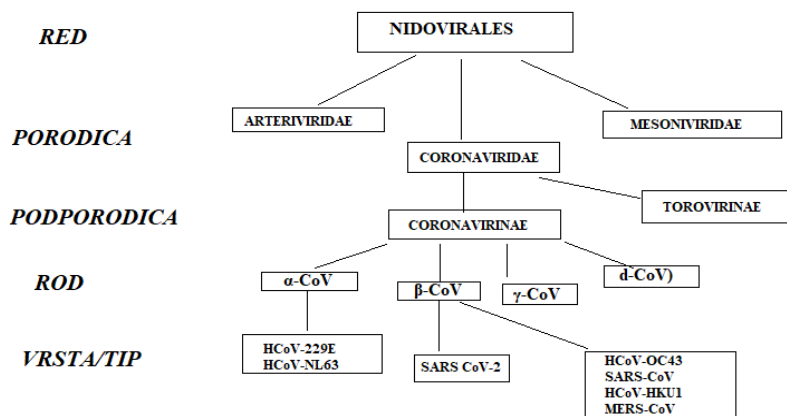 RED
NIDOVIRALES
ARTERIVIRIDAE
MESONIVIRIDAE
PORODICA
CORONAVIRIDAE
TOROVIRINAE
PODPORODICA
CORONAVIRINAE
ROD
α-CoV
β-CoV
γ-CoV
d-CoV)
VRSTA/TIP
HCoV-229E
HCoV-NL63
SARS CoV-2
HCoV-OC43
SARS-CoV
HCoV-HKU1
MERS-CoV